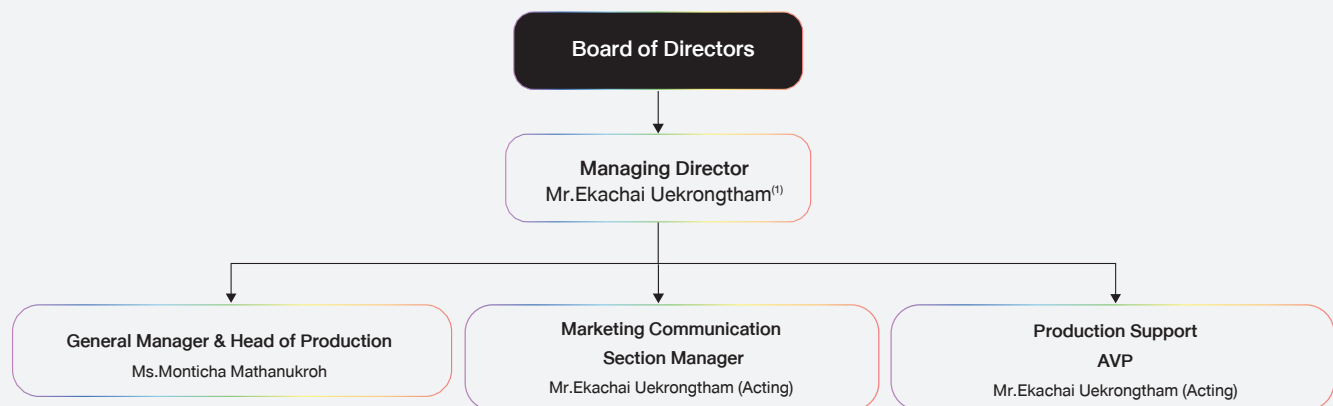 Board of Directors
Managing Director
Mr.Ekachai Uekrongtham(1)
General Manager & Head of Production
Ms.Monticha Mathanukroh
Marketing Communication
Section Manager
Mr.Ekachai Uekrongtham (Acting)
Production Support
AVP
Mr.Ekachai Uekrongtham (Acting)